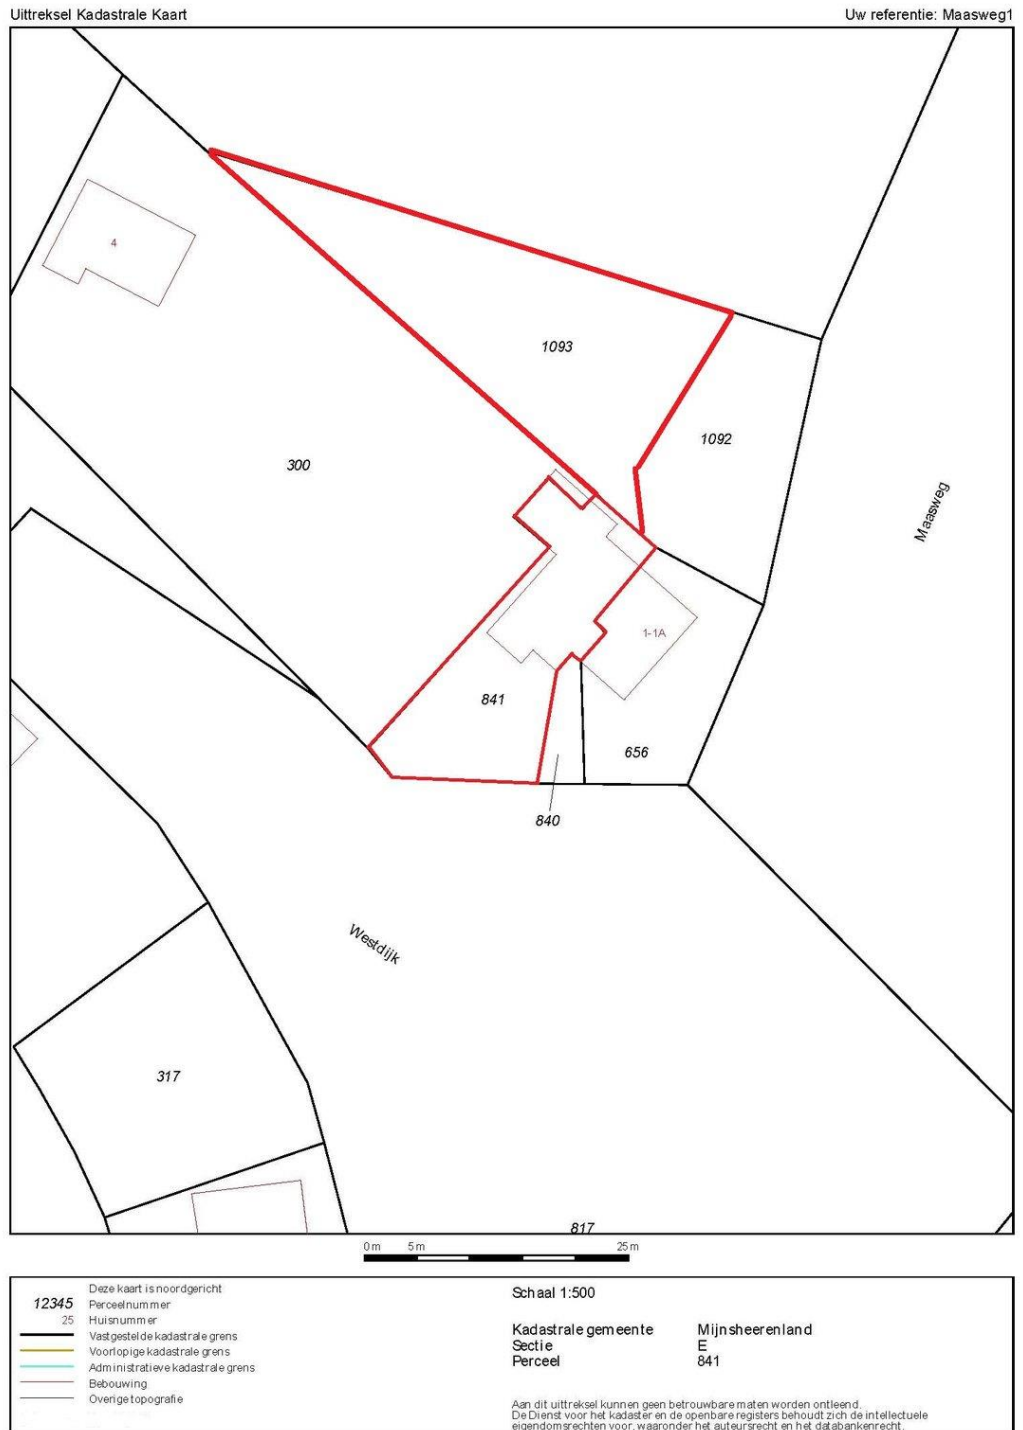 Uittreksel Kadastrale Kaart
Uw referentie: Maasweg1
4
1093
1092
300
Maasweg
1-1A
841
656
840
Westdijk
317
817
0 m 5 m 25 m
Deze kaart is noordgericht
12345 Perceelnummer
25 Huisnummer
Vastgestelde kadastrale grens
Voorlopige kadastrale grens
Administratieve kadastrale grens
Bebouwing
Overige topografie
Schaal 1:500
Kadastrale gemeente Mijnsheerenland
Sectie E
Perceel 841
Aan dit uittreksel kunnen geen betrouwbare maten worden ontleend.
De Dienst voor het kadaster en de openbare registers behoudt zich de intellectuele
eigendomsrechten voor, waaronder het auteursrecht en het databankenrecht.